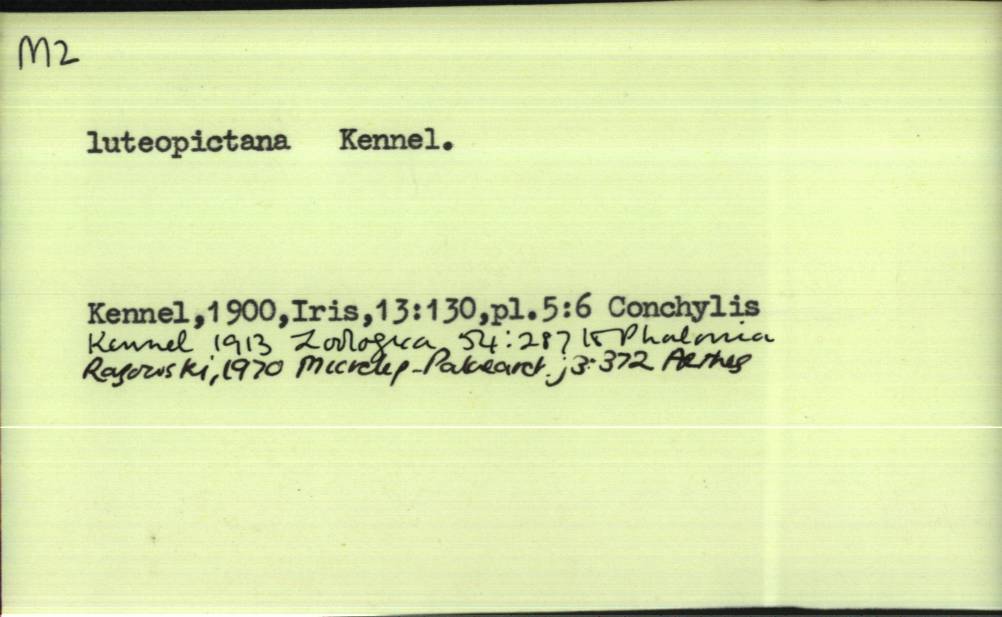 M2
luteopictana Kennel.
Kennel,1900,Iris,13:130,pl.5:6 Conchylis
Kennel 1913 Zoologica 54:287 Phalonia
Razowski, 1970 Microlep-Palaearct. ; 3:372 Aethes